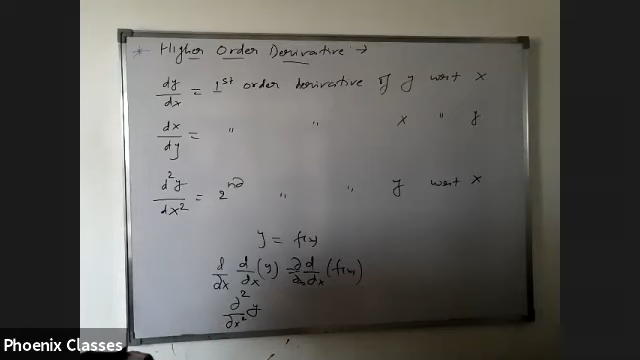 * Higher Order Derivative →
dy/dx = 1st order derivative of y wrt x
dx/dy = " " x " y
d²y/dx² = 2nd " " y wrt x
y = f(x)
d/dx d/dx (y) = d/dx d/dx (f(x))
d²/dx² y
Phoenix Classes